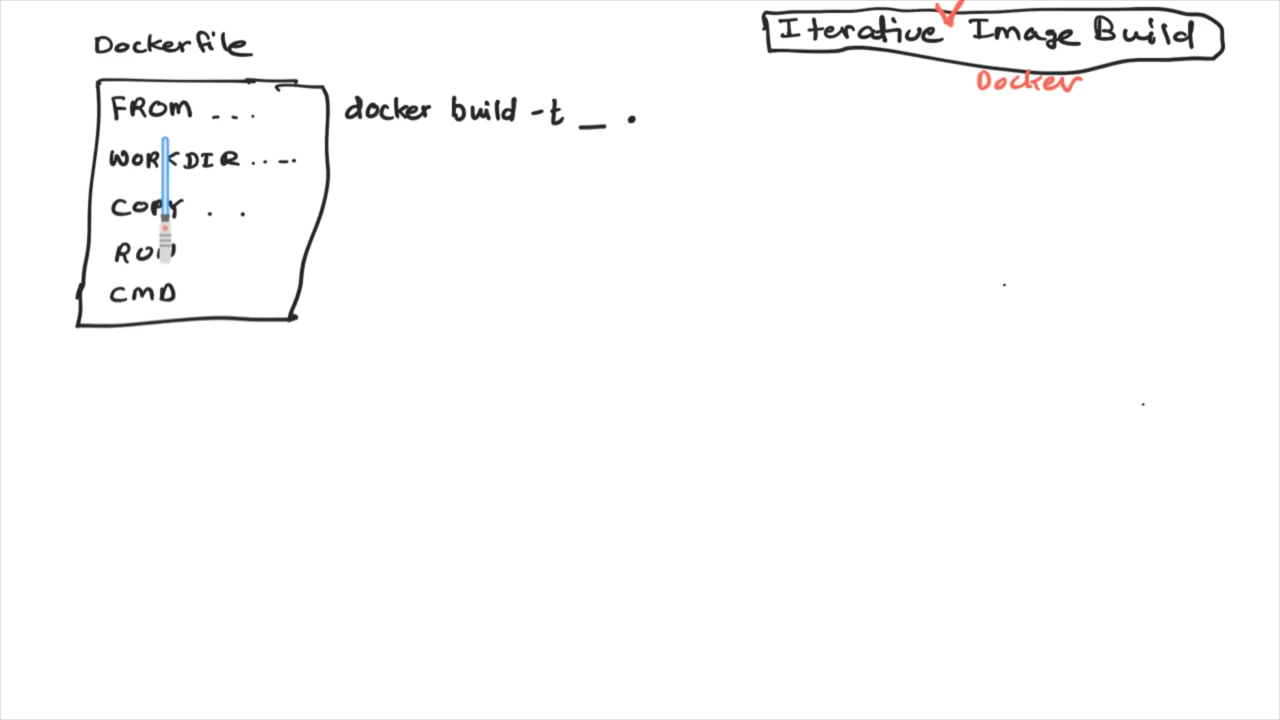 Dockerfile
FROM ...
WORKDIR ....
COPY . .
CMD
docker build -t _ .
Iterative Image Build
Docker